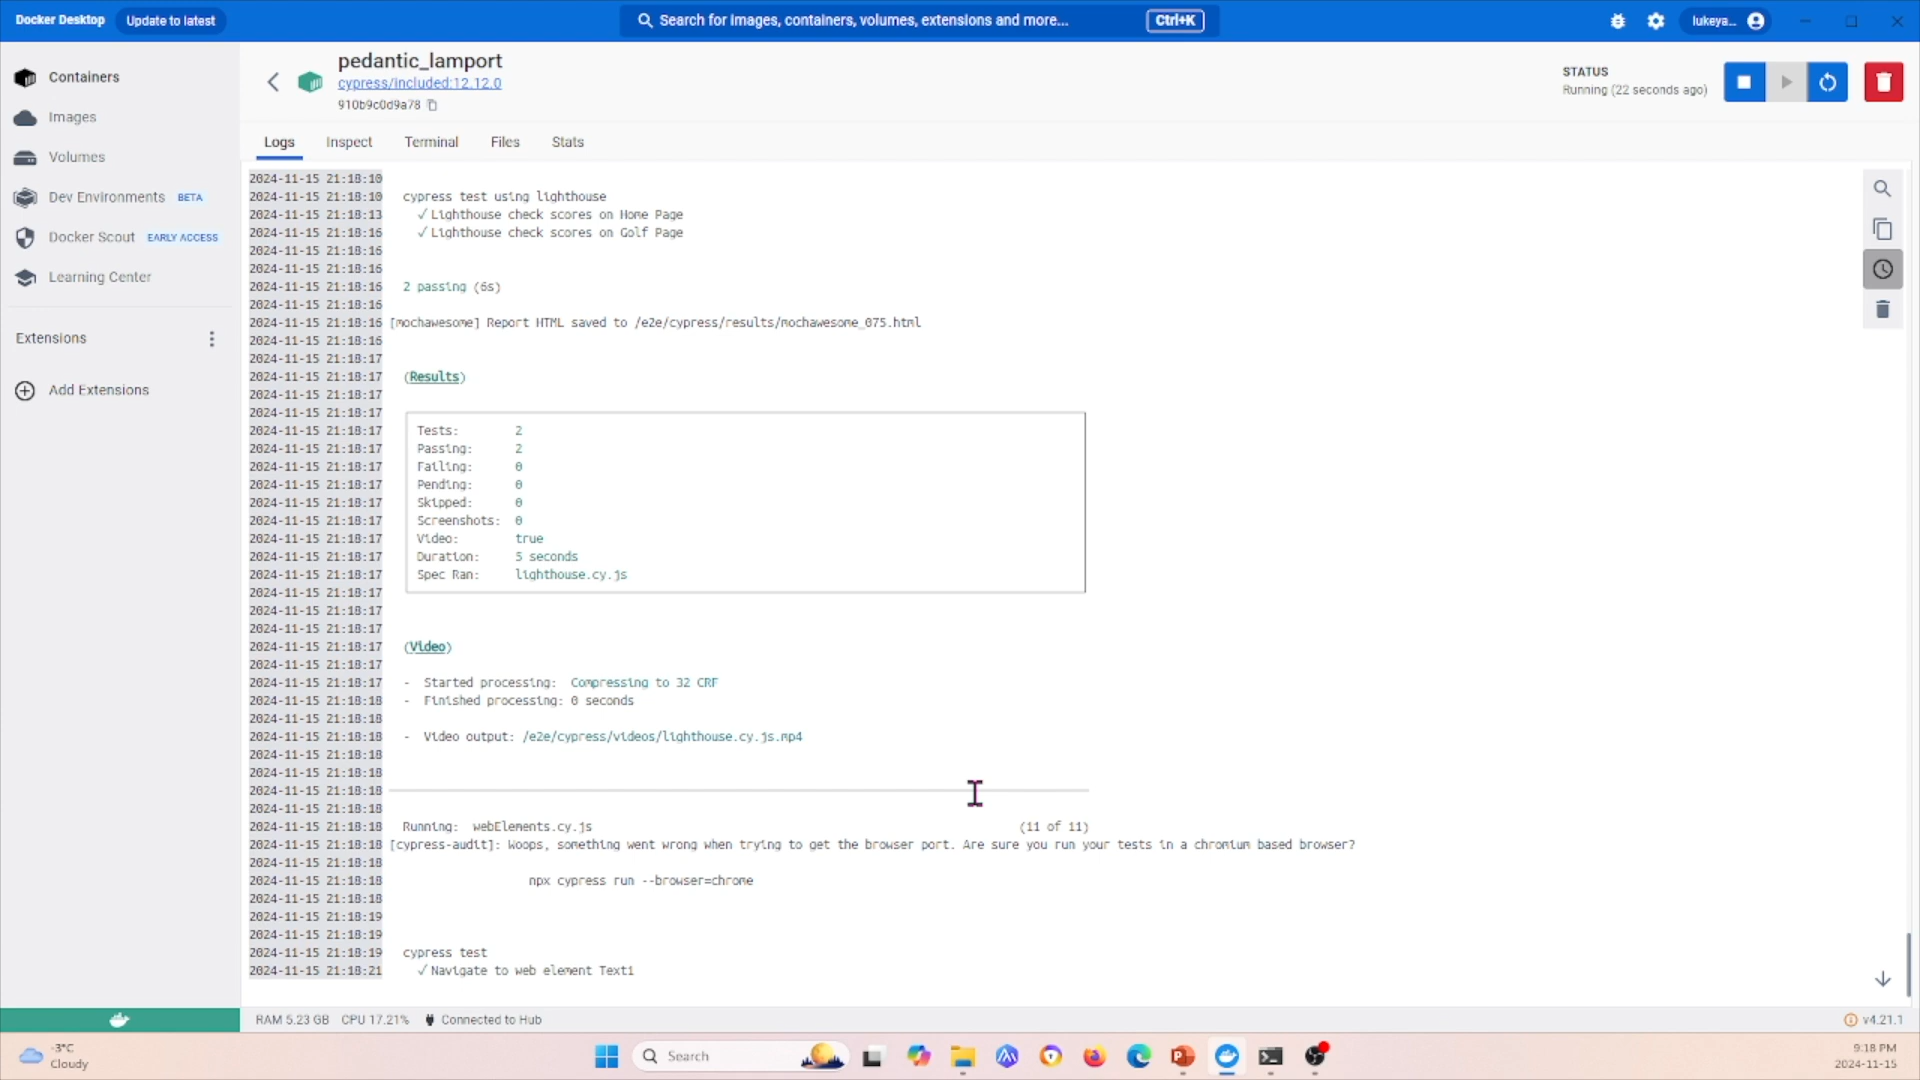 Docker Desktop Update to latest Search for images, containers, volumes, extensions and more... Ctrl+K lukeya...
Containers
Images
Volumes
Dev Environments BETA
Docker Scout EARLY ACCESS
Learning Center
Extensions
Add Extensions
pedantic_lamport
cypress/included:12.12.0
910b9c0d9a78
STATUS
Running (22 seconds ago)
Logs Inspect Terminal Files Stats
2024-11-15 21:18:10
2024-11-15 21:18:10 cypress test using lighthouse
2024-11-15 21:18:13 ✓ Lighthouse check scores on Home Page
2024-11-15 21:18:16 ✓ Lighthouse check scores on Golf Page
2024-11-15 21:18:16
2024-11-15 21:18:16
2024-11-15 21:18:16 2 passing (6s)
2024-11-15 21:18:16
2024-11-15 21:18:16 [mochawesome] Report HTML saved to /e2e/cypress/results/mochawesome_075.html
2024-11-15 21:18:16
2024-11-15 21:18:17
2024-11-15 21:18:17 (Results)
2024-11-15 21:18:17
2024-11-15 21:18:17
2024-11-15 21:18:17 Tests: 2
2024-11-15 21:18:17 Passing: 2
2024-11-15 21:18:17 Failing: 0
2024-11-15 21:18:17 Pending: 0
2024-11-15 21:18:17 Skipped: 0
2024-11-15 21:18:17 Screenshots: 0
2024-11-15 21:18:17 Video: true
2024-11-15 21:18:17 Duration: 5 seconds
2024-11-15 21:18:17 Spec Ran: lighthouse.cy.js
2024-11-15 21:18:17
2024-11-15 21:18:17
2024-11-15 21:18:17
2024-11-15 21:18:17 (Video)
2024-11-15 21:18:17
2024-11-15 21:18:17 - Started processing: Compressing to 32 CRF
2024-11-15 21:18:18 - Finished processing: 0 seconds
2024-11-15 21:18:18
2024-11-15 21:18:18 - Video output: /e2e/cypress/videos/lighthouse.cy.js.mp4
2024-11-15 21:18:18
2024-11-15 21:18:18
2024-11-15 21:18:18
2024-11-15 21:18:18
2024-11-15 21:18:18 Running: webElements.cy.js (11 of 11)
2024-11-15 21:18:18 [cypress-audit]: Woops, something went wrong when trying to get the browser port. Are sure you run your tests in a chromium based browser?
2024-11-15 21:18:18
2024-11-15 21:18:18 npx cypress run --browser=chrome
2024-11-15 21:18:18
2024-11-15 21:18:19
2024-11-15 21:18:19
2024-11-15 21:18:19 cypress test
2024-11-15 21:18:21 ✓ Navigate to web element Text1
RAM 5.23 GB CPU 17.21% Connected to Hub v4.21.1
-3°C
Cloudy
Search
9:18 PM
2024-11-15